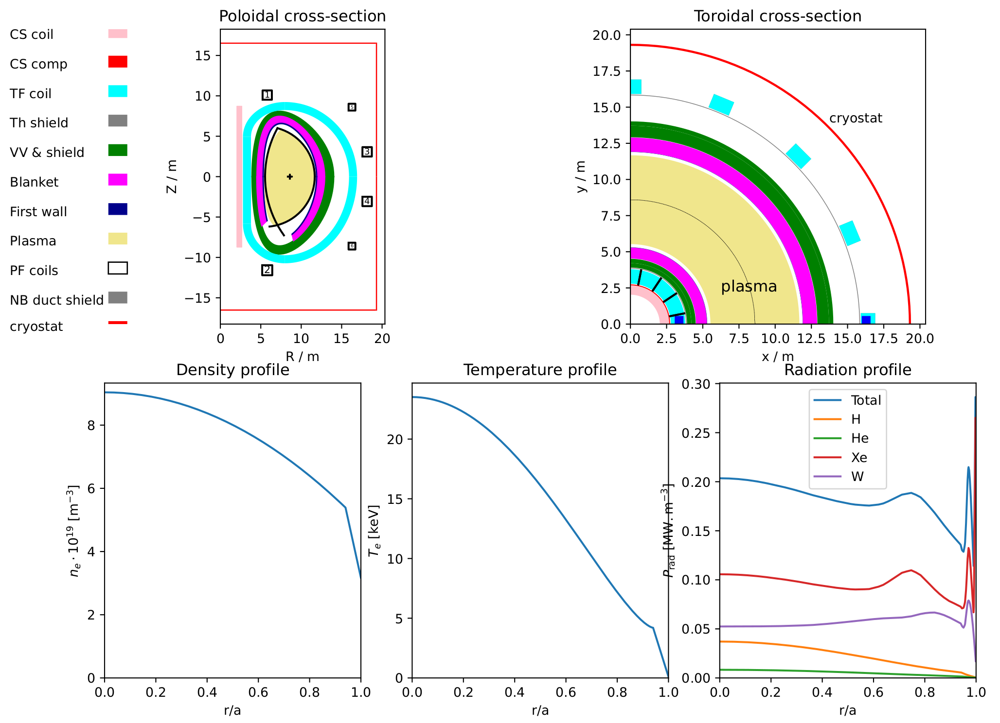 Poloidal cross-section
Toroidal cross-section
CS coil
CS comp
TF coil
Th shield
VV & shield
Blanket
First wall
Plasma
PF coils
NB duct shield
cryostat
15
10
5
0
−5
−10
−15
Z / m
1
2
3
4
5
6
0 5 10 15 20
R / m
20.0
17.5
15.0
12.5
10.0
7.5
5.0
2.5
0.0
y / m
cryostat
plasma
0.0 2.5 5.0 7.5 10.0 12.5 15.0 17.5 20.0
x / m
Density profile
8
6
4
2
0
nₑ · 10¹⁹ [m⁻³]
0.0 0.2 0.4 0.6 0.8 1.0
r/a
Temperature profile
20
15
10
5
0
Tₑ [keV]
0.0 0.2 0.4 0.6 0.8 1.0
r/a
Radiation profile
0.30
0.25
0.20
0.15
0.10
0.05
0.00
P_rad [MW.m⁻³]
Total
H
He
Xe
W
0.0 0.2 0.4 0.6 0.8 1.0
r/a